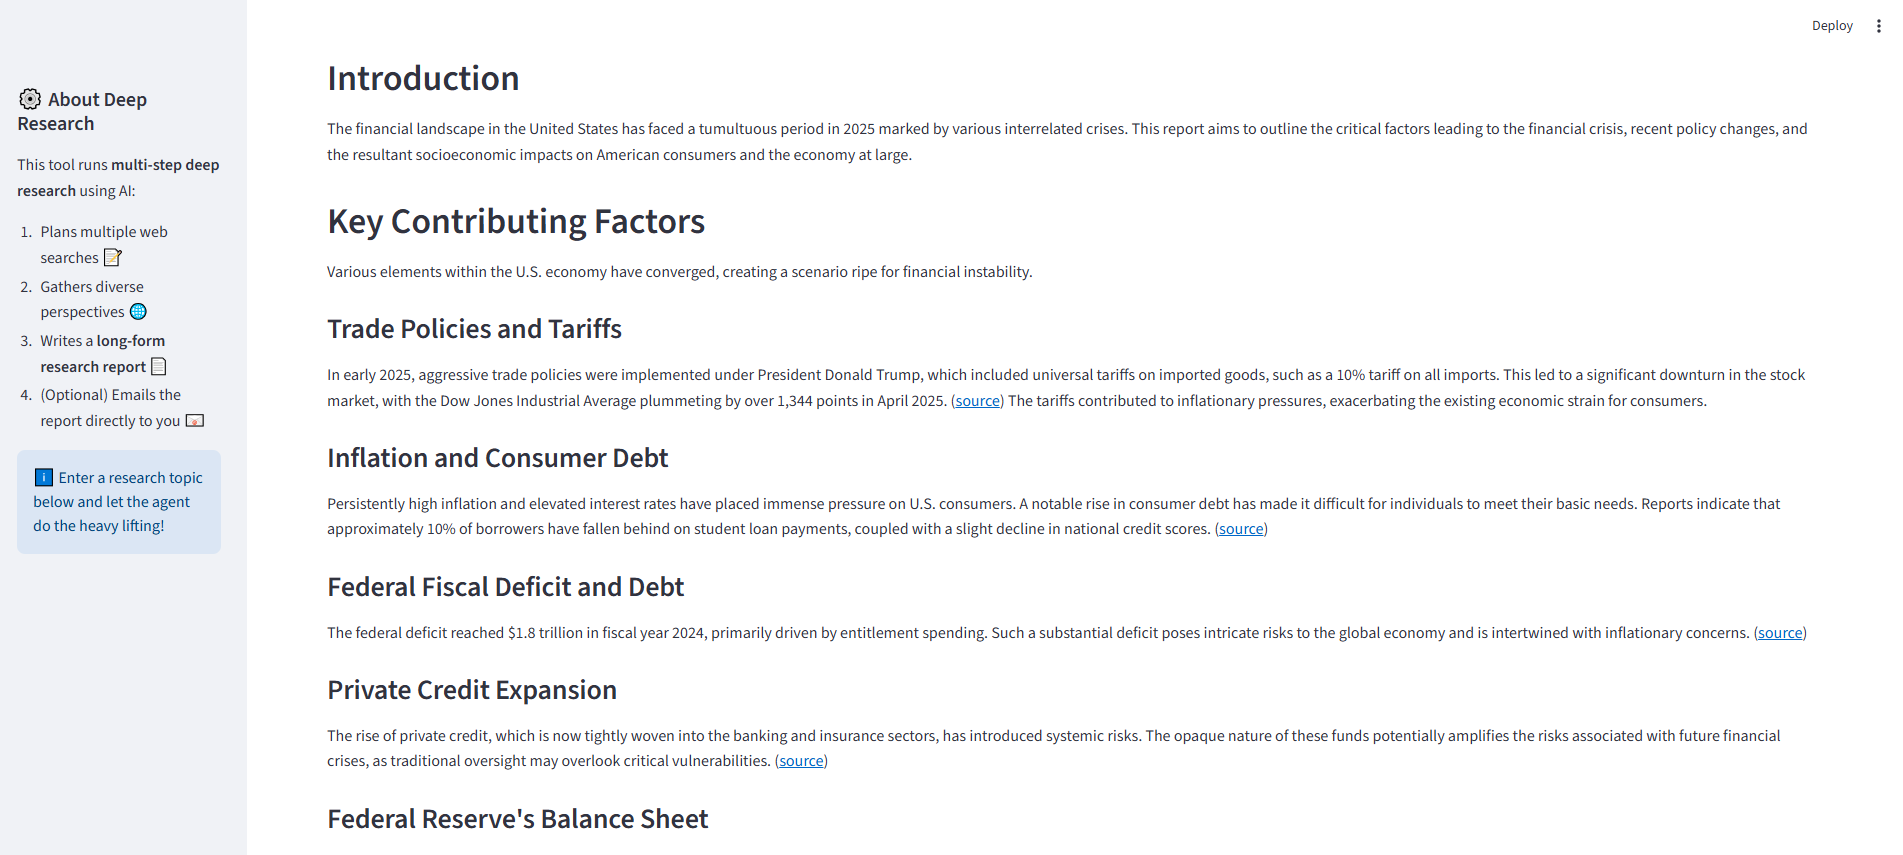 Deploy
About Deep
Research
This tool runs multi-step deep
research using AI:
1. Plans multiple web
searches
2. Gathers diverse
perspectives
3. Writes a long-form
research report
4. (Optional) Emails the
report directly to you
i Enter a research topic
below and let the agent
do the heavy lifting!
Introduction
The financial landscape in the United States has faced a tumultuous period in 2025 marked by various interrelated crises. This report aims to outline the critical factors leading to the financial crisis, recent policy changes, and
the resultant socioeconomic impacts on American consumers and the economy at large.
Key Contributing Factors
Various elements within the U.S. economy have converged, creating a scenario ripe for financial instability.
Trade Policies and Tariffs
In early 2025, aggressive trade policies were implemented under President Donald Trump, which included universal tariffs on imported goods, such as a 10% tariff on all imports. This led to a significant downturn in the stock
market, with the Dow Jones Industrial Average plummeting by over 1,344 points in April 2025. (source) The tariffs contributed to inflationary pressures, exacerbating the existing economic strain for consumers.
Inflation and Consumer Debt
Persistently high inflation and elevated interest rates have placed immense pressure on U.S. consumers. A notable rise in consumer debt has made it difficult for individuals to meet their basic needs. Reports indicate that
approximately 10% of borrowers have fallen behind on student loan payments, coupled with a slight decline in national credit scores. (source)
Federal Fiscal Deficit and Debt
The federal deficit reached $1.8 trillion in fiscal year 2024, primarily driven by entitlement spending. Such a substantial deficit poses intricate risks to the global economy and is intertwined with inflationary concerns. (source)
Private Credit Expansion
The rise of private credit, which is now tightly woven into the banking and insurance sectors, has introduced systemic risks. The opaque nature of these funds potentially amplifies the risks associated with future financial
crises, as traditional oversight may overlook critical vulnerabilities. (source)
Federal Reserve's Balance Sheet